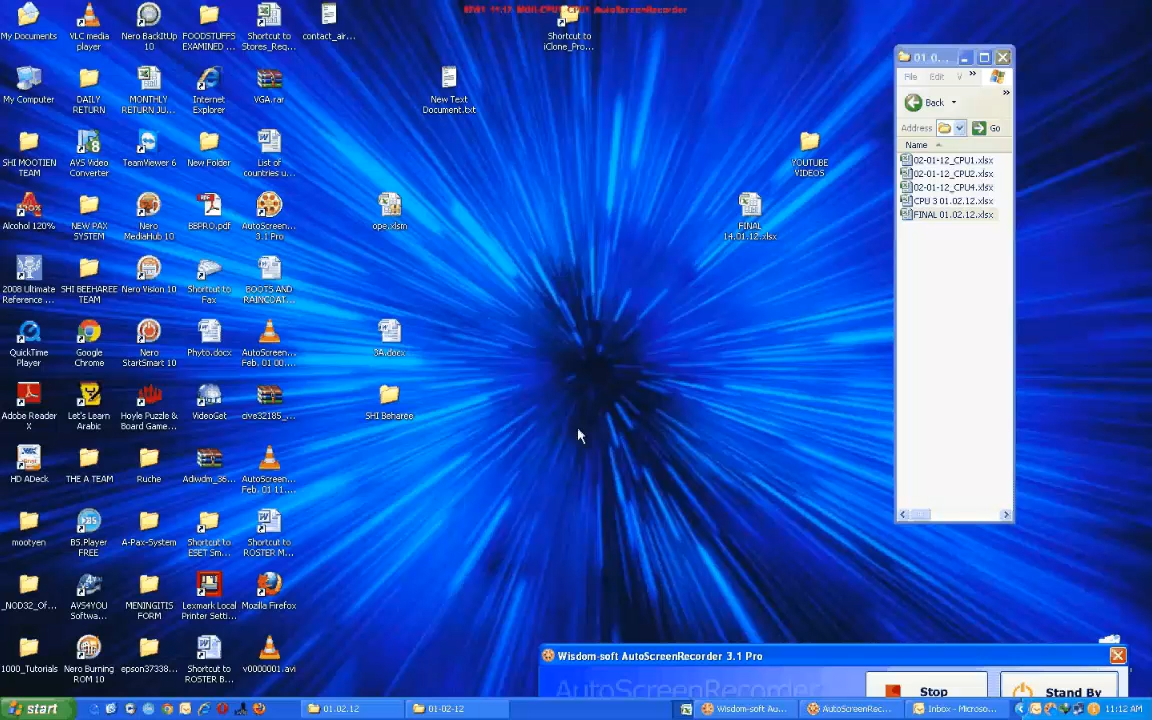 My Documents
VLC media
player
Nero BackItUp
10
FOODSTUFFS
EXAMINED ...
Shortcut to
Stores_Req...
contact_air...
Shortcut to
iClone_Pro...
My Computer
DAILY
RETURN
MONTHLY
RETURN JU...
Internet
Explorer
VGA.rar
New Text
Document.txt
SHI MOOTIEN
TEAM
AVS Video
Converter
TeamViewer 6
New Folder
List of
countries u...
YOUTUBE
VIDEOS
Alcohol 120%
NEW PAX
SYSTEM
Nero
MediaHub 10
BBPRO.pdf
AutoScreen...
3.1 Pro
ope.xlsm
FINAL
14.01.12.xlsx
2008 Ultimate
Reference ...
SHI BEEHAREE
TEAM
Nero Vision 10
Shortcut to
Fax
BOOTS AND
RAINCOAT...
QuickTime
Player
Google
Chrome
Nero
StartSmart 10
Phyto.docx
AutoScreen...
Feb. 01 00....
3A.docx
Adobe Reader
X
Let's Learn
Arabic
Hoyle Puzzle &
Board Game...
VideoGet
cive32185_...
SHI Beharee
HD ADeck
THE A TEAM
Ruche
Adwdm_36...
AutoScreen...
Feb. 01 11....
mootyen
BS.Player
FREE
A-Pax-System
Shortcut to
ESET Sm...
Shortcut to
ROSTER M...
_NOD32_Of...
AVS4YOU
Softwa...
MENINGITIS
FORM
Lexmark Local
Printer Setti...
Mozilla Firefox
1000_Tutorials
Nero Burning
ROM 10
epson37338...
Shortcut to
ROSTER B...
v0000001.avi
01 0...
File Edit V »
Back
Address Go
Name
02-01-12_CPU1.xlsx
02-01-12_CPU2.xlsx
02-01-12_CPU4.xlsx
CPU 3 01.02.12.xlsx
FINAL 01.02.12.xlsx
Wisdom-soft AutoScreenRecorder 3.1 Pro
AutoScreenRecorder
Stop
Stand By
start
01.02.12
01-02-12
Wisdom-soft Au...
AutoScreenRec...
Inbox - Microso...
11:12 AM